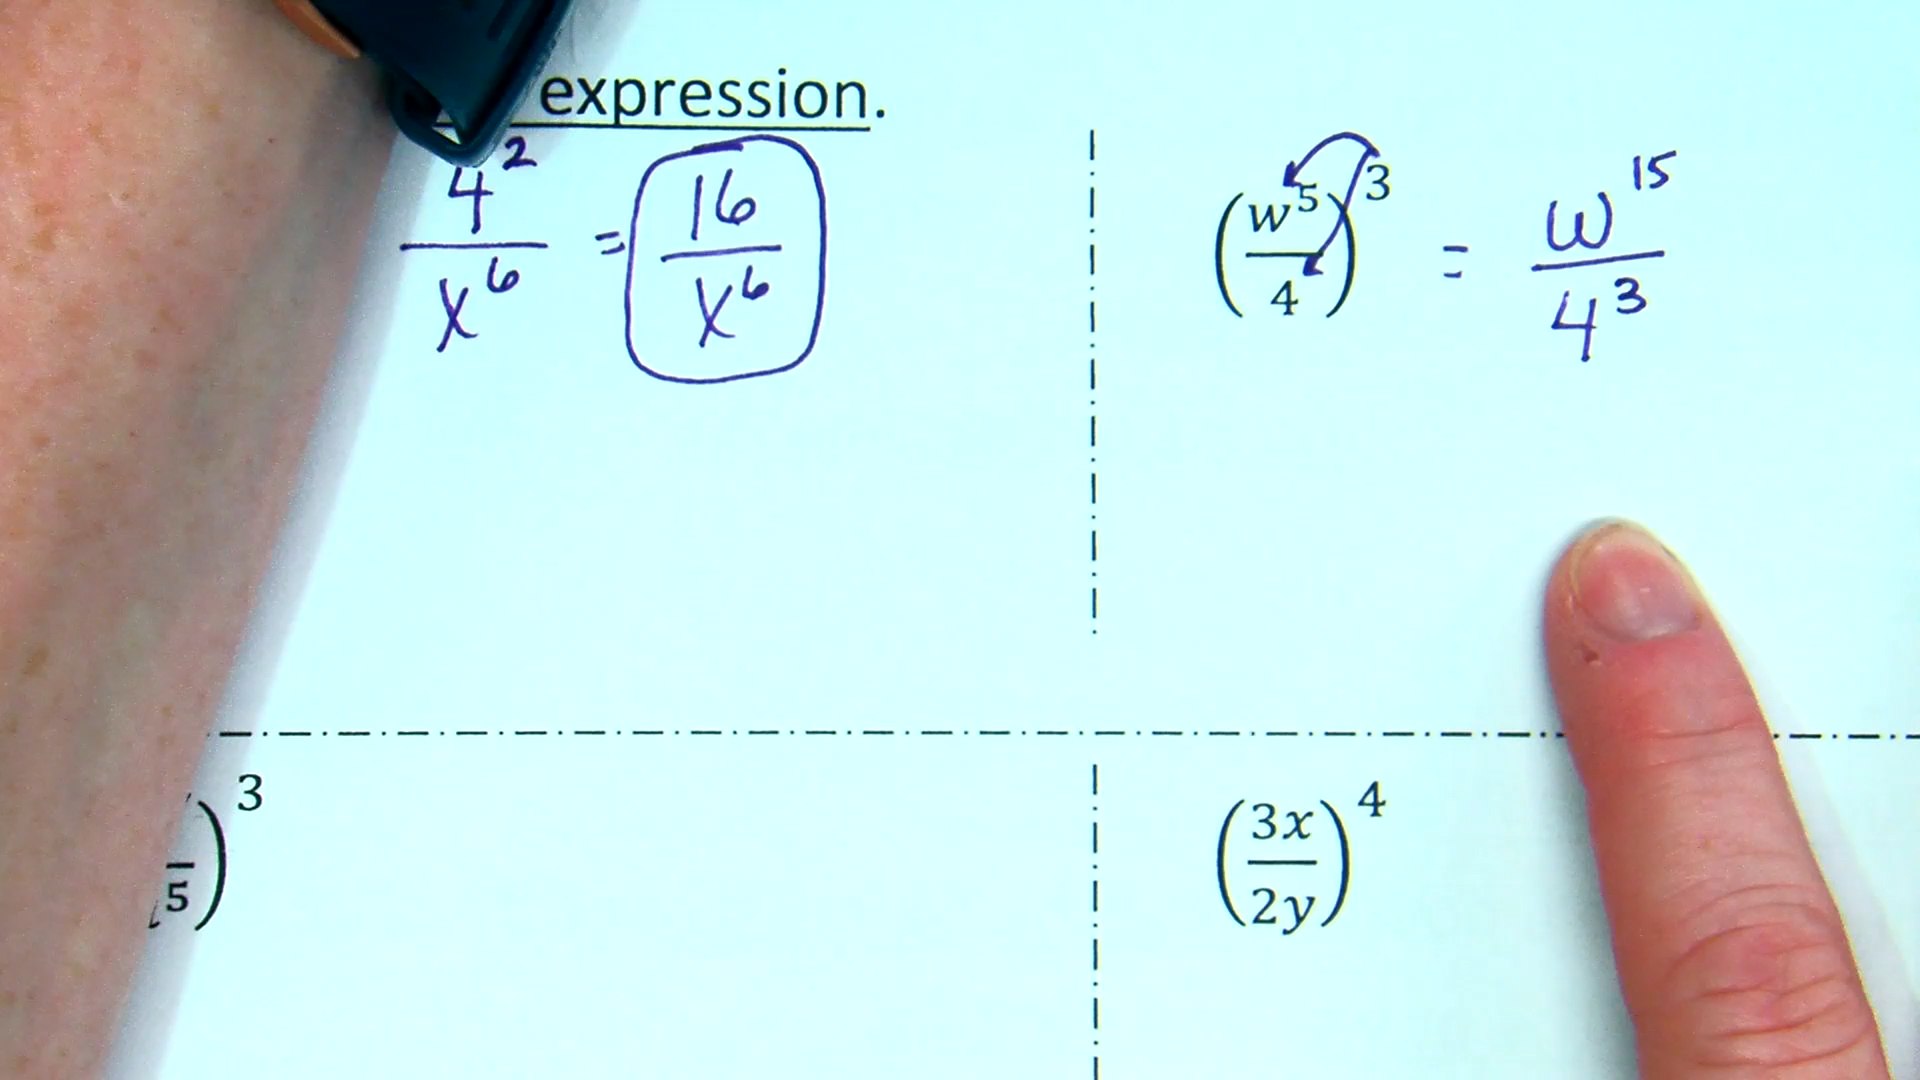 expression.
4^2/x^6 = 16/x^6
(w^5/4)^3 = w^15/4^3
5)^3
(3x/2y)^4